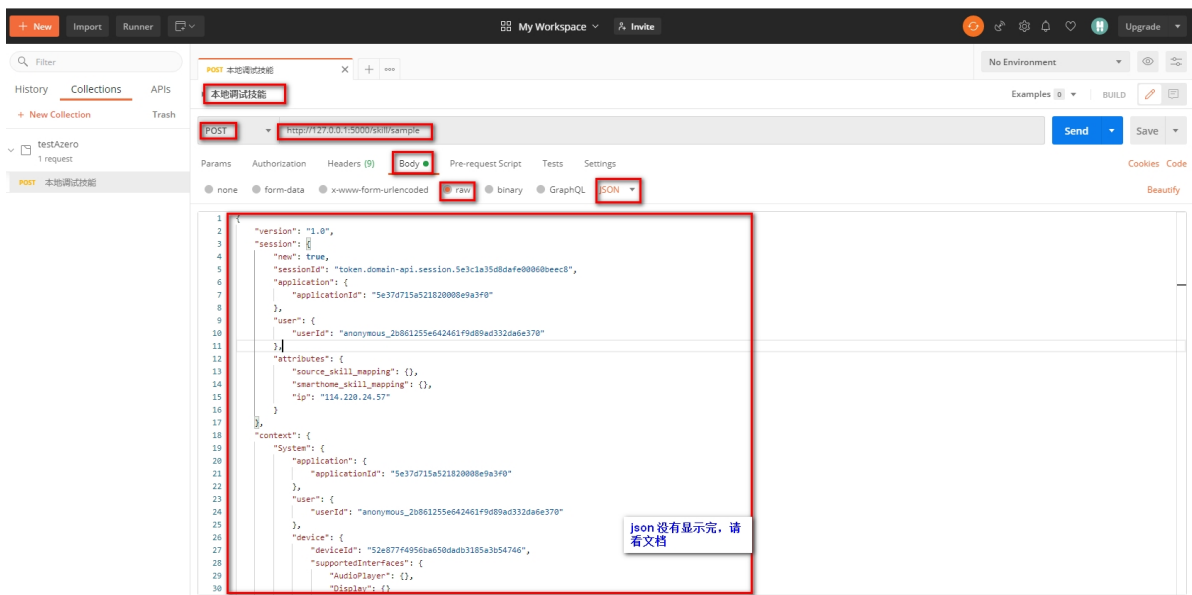 + New Import Runner My Workspace Invite Upgrade
Filter
History Collections APIs
+ New Collection Trash
testAzero
1 request
POST 本地调试技能
POST 本地调试技能 × + ooo
No Environment
本地调试技能
Examples 0 BUILD
POST http://127.0.0.1:5000/skill/sample Send Save
Params Authorization Headers (9) Body Pre-request Script Tests Settings Cookies Code
none form-data x-www-form-urlencoded raw binary GraphQL JSON Beautify
1 {
2 "version": "1.0",
3 "session": {
4 "new": true,
5 "sessionId": "token.domain-api.session.5e3c1a35d8dafe00060beec8",
6 "application": {
7 "applicationId": "5e37d715a521820008e9a3f0"
8 },
9 "user": {
10 "userId": "anonymous_2b861255e642461f9d89ad332da6e370"
11 },
12 "attributes": {
13 "source_skill_mapping": {},
14 "smarthome_skill_mapping": {},
15 "ip": "114.220.24.57"
16 }
17 },
18 "context": {
19 "System": {
20 "application": {
21 "applicationId": "5e37d715a521820008e9a3f0"
22 },
23 "user": {
24 "userId": "anonymous_2b861255e642461f9d89ad332da6e370"
25 },
26 "device": {
27 "deviceId": "52e877f4956ba650dadb3185a3b54746",
28 "supportedInterfaces": {
29 "AudioPlayer": {},
30 "Display": {}
json 没有显示完，请
看文档